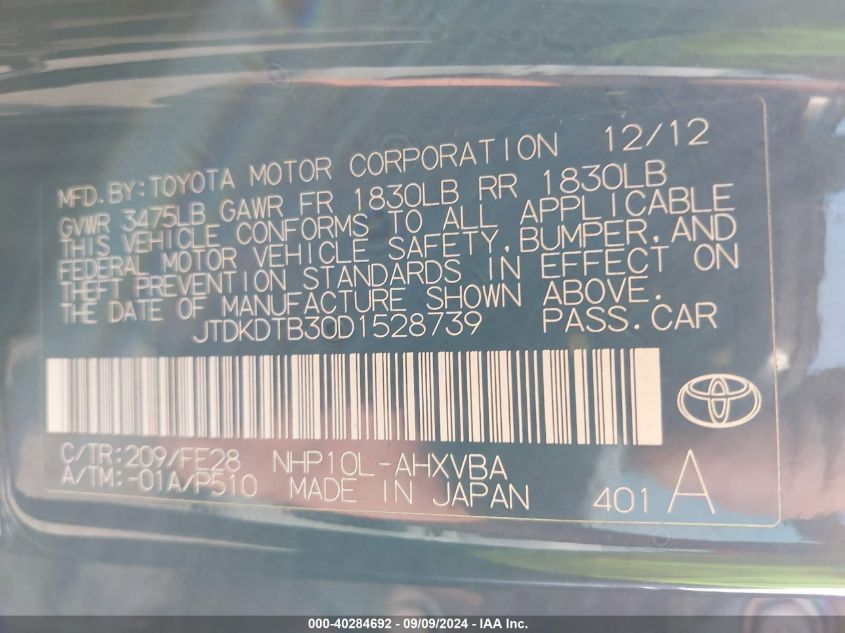 MFD.BY:TOYOTA MOTOR CORPORATION 12/12
GVWR 3475LB GAWR FR 1830LB RR 1830LB
THIS VEHICLE CONFORMS TO ALL APPLICABLE
FEDERAL MOTOR VEHICLE SAFETY,BUMPER,AND
THEFT PREVENTION STANDARDS IN EFFECT ON
THE DATE OF MANUFACTURE SHOWN ABOVE.
JTDKDTB30D1528739 PASS.CAR
C/TR:209/FE28 NHP10L-AHXVBA
A/TM:-01A/P510 MADE IN JAPAN 401 A
000-40284692 - 09/09/2024 - IAA Inc.